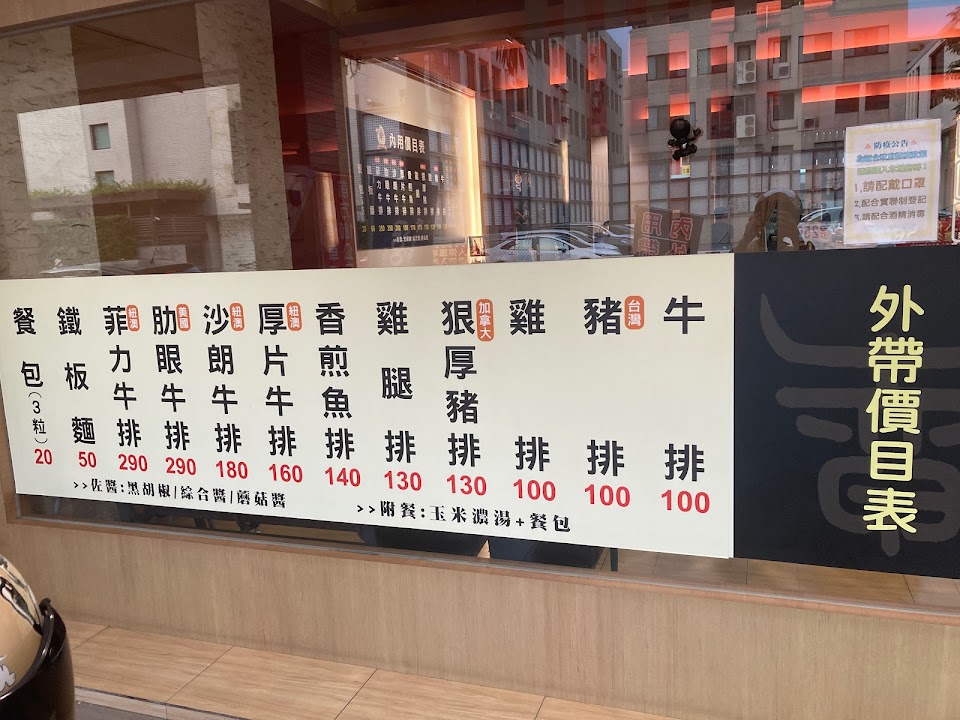 外帶價目表
牛排 100
豬排 台灣 100
雞排 100
狠厚豬排 加拿大 130
雞腿排 130
香煎魚排 140
厚片牛排 紐澳 160
沙朗牛排 紐澳 180
肋眼牛排 美國 290
菲力牛排 紐澳 290
鐵板麵 50
餐包(3粒) 20
>>佐醬:黑胡椒/綜合醬/蘑菇醬
>>附餐:玉米濃湯+餐包
內用價目表
防疫公告
1,請配戴口罩
2.配合實聯制登記
3.請配合酒精消毒